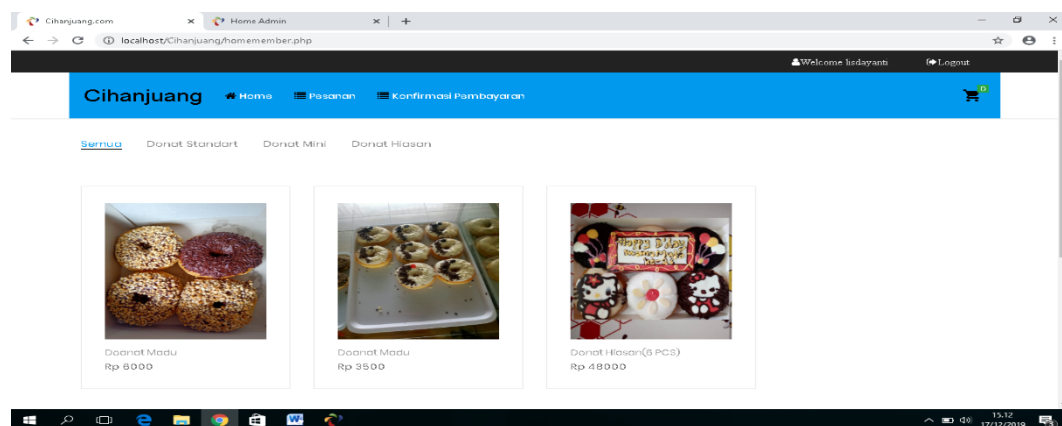 Cihanjuang.com
Home Admin
localhost/Cihanjuang/homemember.php
Welcome lisdayanti Logout
Cihanjuang Home Pesanan Konfirmasi Pembayaran 0
Semua Donat Standart Donat Mini Donat Hiasan
Happy B'day
Doanat Madu
Rp 6000
Doanat Madu
Rp 3500
Donat Hiasan(6 PCS)
Rp 48000
15.12
17/12/2019